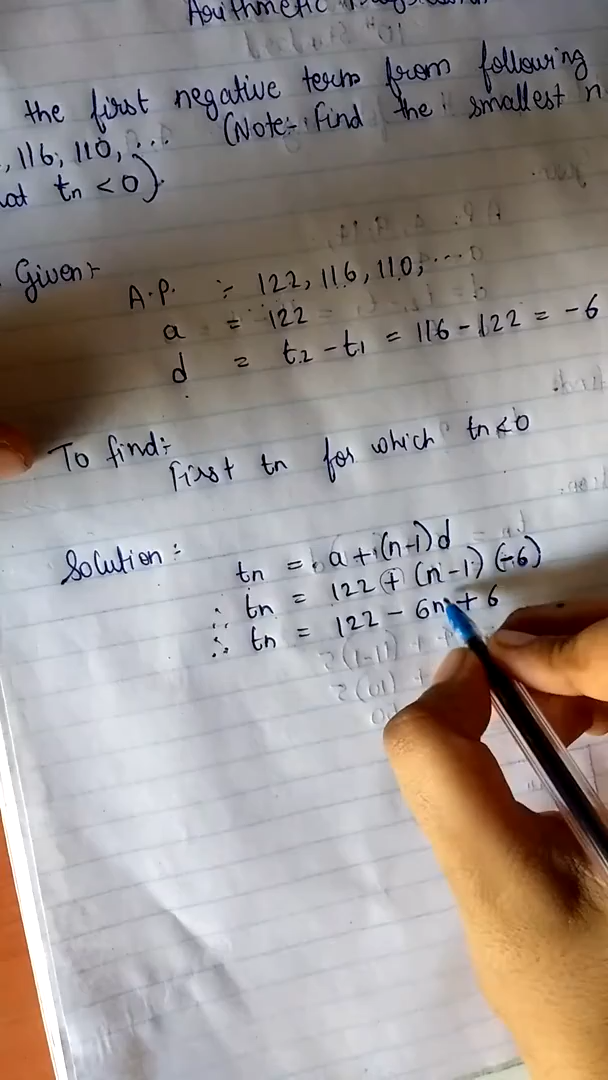 Arithmetic
the first negative term from following
, 116, 110, ... (Note:- Find the smallest n
at tn < 0).
Given:-
A.P. :- 122, 116, 110, ...
a = 122
d = t2 - t1 = 116 - 122 = -6
To find:-
First tn for which tn < 0
Solution :-
tn = a + (n-1)d
∴ tn = 122 + (n-1) (-6)
∴ tn = 122 - 6n + 6